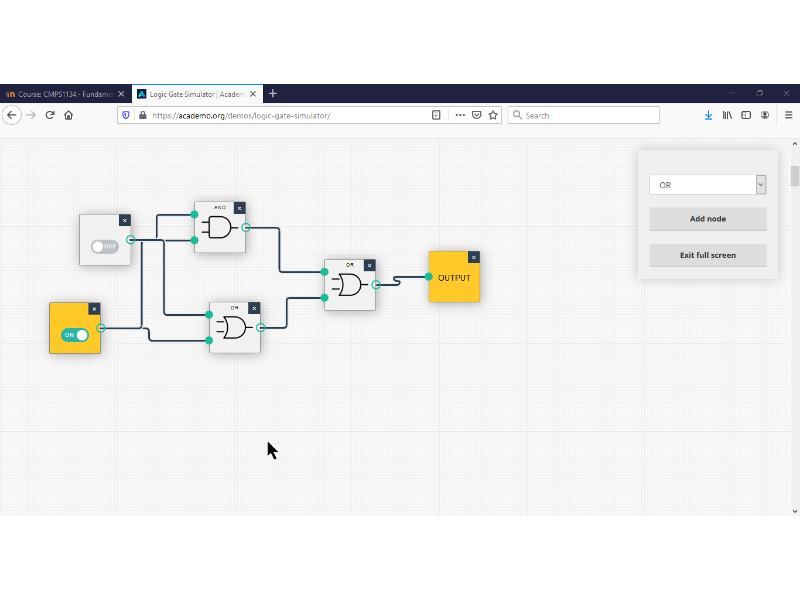 Course: CMPS1134 - Fundame
Logic Gate Simulator | Academ
https://academo.org/demos/logic-gate-simulator/
Search
OR
Add node
Exit full screen
AND
OFF
OR
OUTPUT
OR
ON